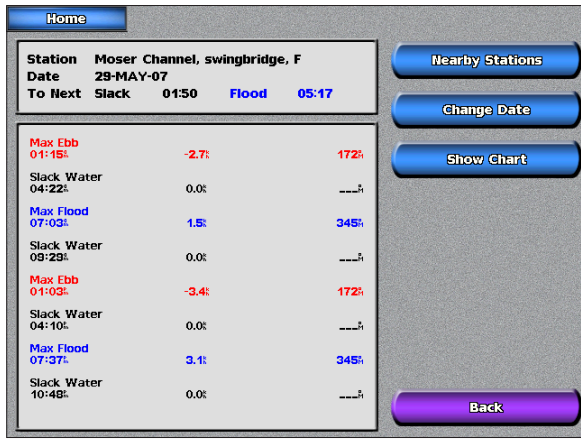 Home
Station Moser Channel, swingbridge, F
Date 29-MAY-07
To Next Slack 01:50 Flood 05:17
Nearby Stations
Change Date
Show Chart
Max Ebb
01:15 -2.7 172°M
Slack Water
04:22 0.0 ___°M
Max Flood
07:03 1.5 345°M
Slack Water
09:29 0.0 ___°M
Max Ebb
01:03 -3.4 172°M
Slack Water
04:10 0.0 ___°M
Max Flood
07:37 3.1 345°M
Slack Water
10:48 0.0 ___°M
Back